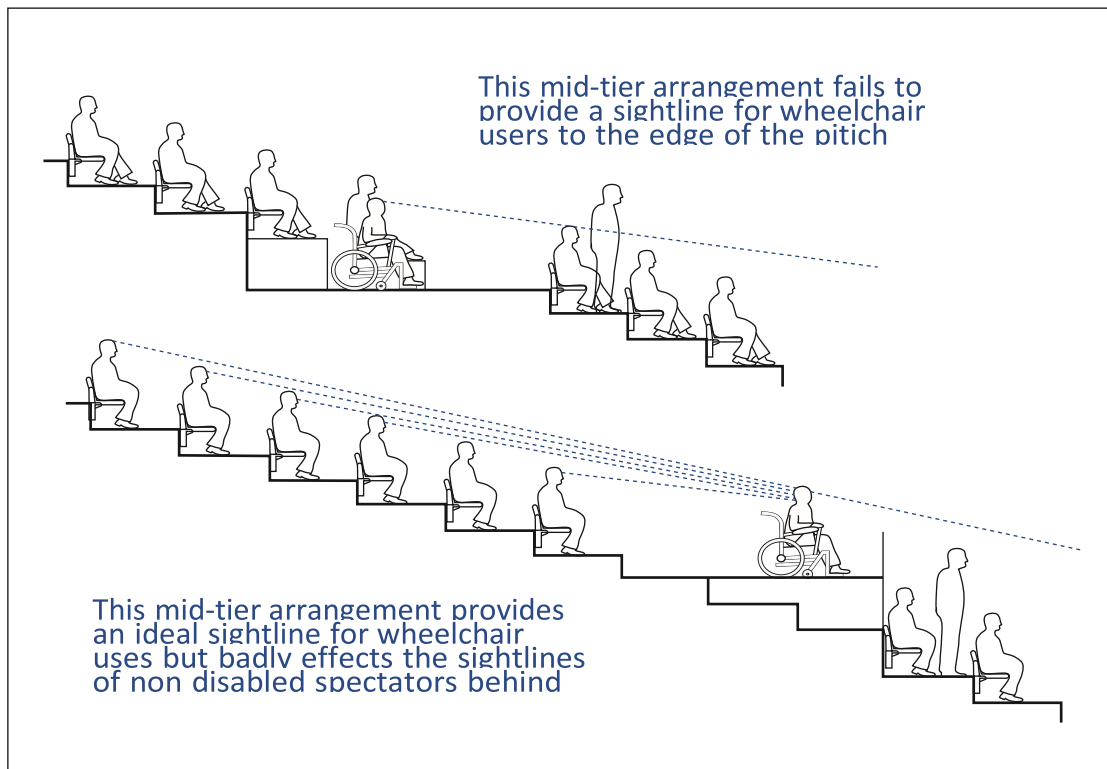 This mid-tier arrangement fails to
provide a sightline for wheelchair
users to the edge of the pitich
This mid-tier arrangement provides
an ideal sightline for wheelchair
uses but badly effects the sightlines
of non disabled spectators behind